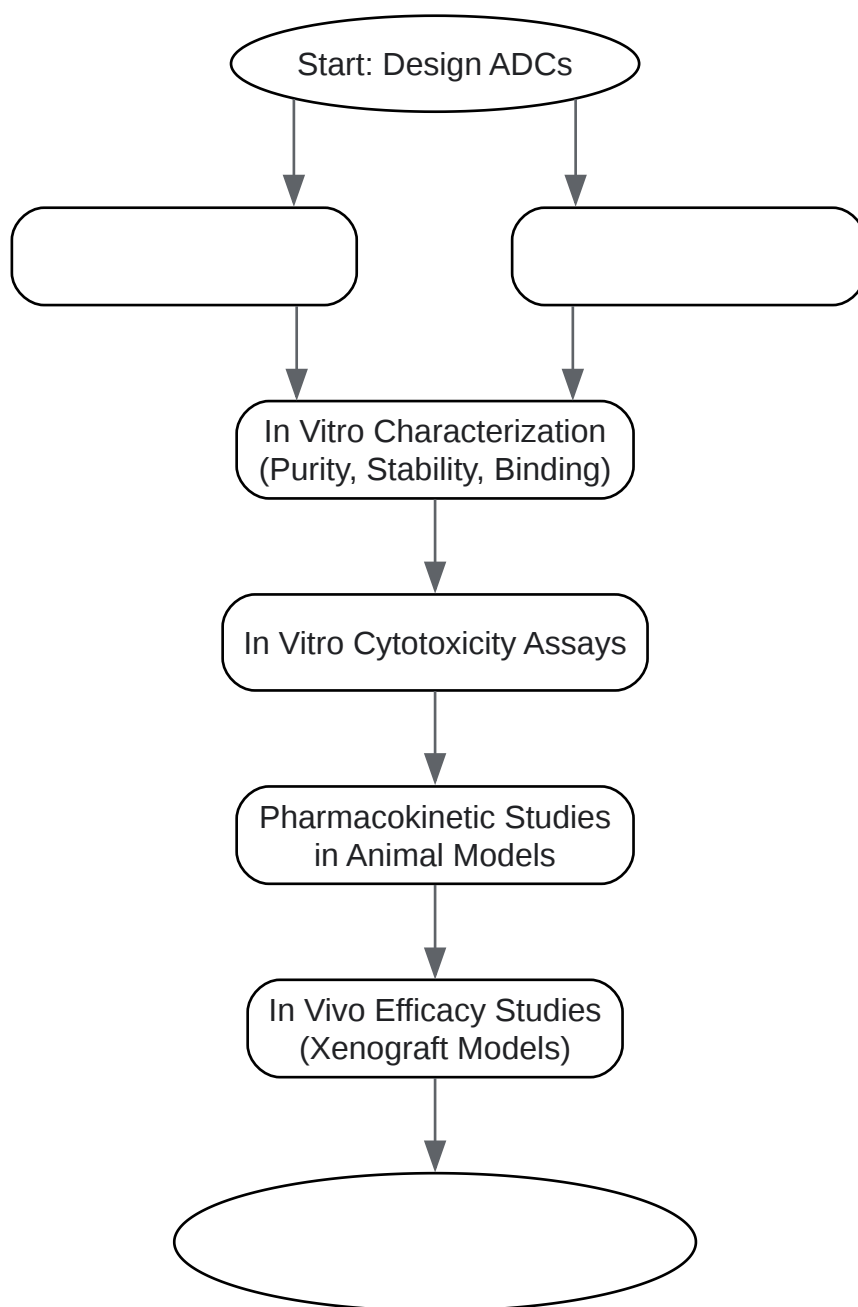 Start: Design ADCs
In Vitro Characterization
(Purity, Stability, Binding)
In Vitro Cytotoxicity Assays
Pharmacokinetic Studies
in Animal Models
In Vivo Efficacy Studies
(Xenograft Models)